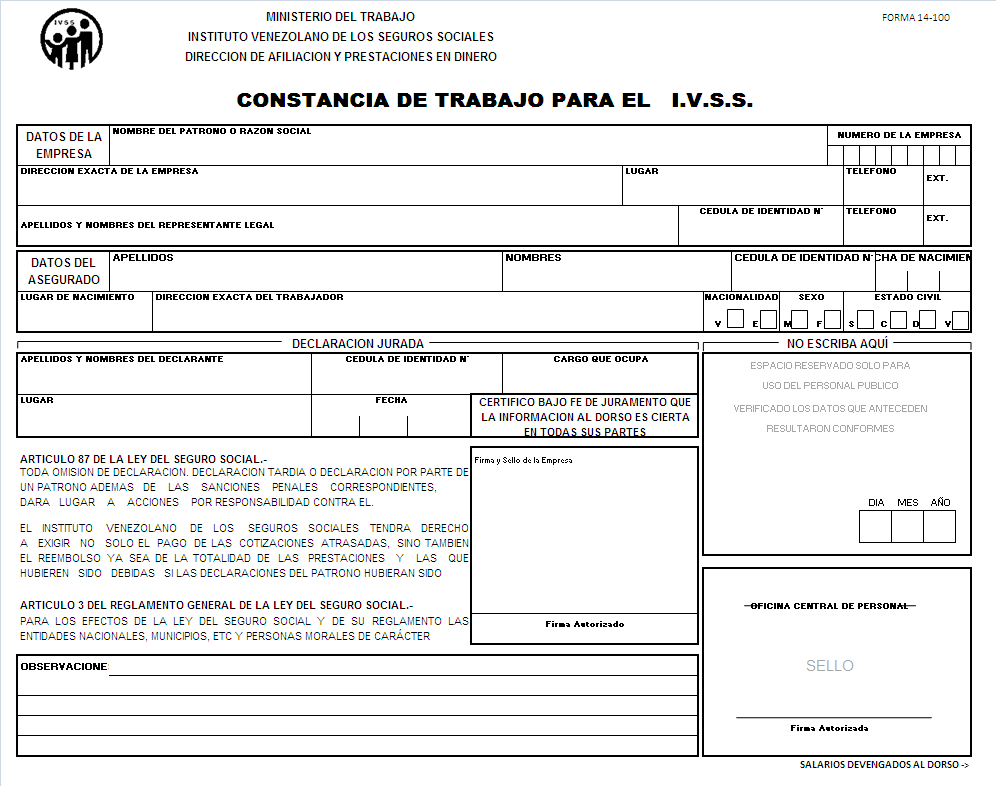 IVSS
MINISTERIO DEL TRABAJO
FORMA 14-100
INSTITUTO VENEZOLANO DE LOS SEGUROS SOCIALES
DIRECCION DE AFILIACION Y PRESTACIONES EN DINERO
CONSTANCIA DE TRABAJO PARA EL I.V.S.S.
DATOS DE LA
EMPRESA
NOMBRE DEL PATRONO O RAZON SOCIAL
NUMERO DE LA EMPRESA
DIRECCION EXACTA DE LA EMPRESA
LUGAR
TELEFONO
EXT.
APELLIDOS Y NOMBRES DEL REPRESENTANTE LEGAL
CEDULA DE IDENTIDAD N°
TELEFONO
EXT.
DATOS DEL
ASEGURADO
APELLIDOS
NOMBRES
CEDULA DE IDENTIDAD N°
CHA DE NACIMIEN
LUGAR DE NACIMIENTO
DIRECCION EXACTA DEL TRABAJADOR
NACIONALIDAD
V E
SEXO
M F
ESTADO CIVIL
S C D V
DECLARACION JURADA
NO ESCRIBA AQUÍ
APELLIDOS Y NOMBRES DEL DECLARANTE
CEDULA DE IDENTIDAD N°
CARGO QUE OCUPA
LUGAR
FECHA
CERTIFICO BAJO FE DE JURAMENTO QUE
LA INFORMACION AL DORSO ES CIERTA
EN TODAS SUS PARTES
ESPACIO RESERVADO SOLO PARA
USO DEL PERSONAL PUBLICO
VERIFICADO LOS DATOS QUE ANTECEDEN
RESULTARON CONFORMES
DIA MES AÑO
ARTICULO 87 DE LA LEY DEL SEGURO SOCIAL.-
TODA OMISION DE DECLARACION. DECLARACION TARDIA O DECLARACION POR PARTE DE
UN PATRONO ADEMAS DE LAS SANCIONES PENALES CORRESPONDIENTES,
DARA LUGAR A ACCIONES POR RESPONSABILIDAD CONTRA EL.
EL INSTITUTO VENEZOLANO DE LOS SEGUROS SOCIALES TENDRA DERECHO
A EXIGIR NO SOLO EL PAGO DE LAS COTIZACIONES ATRASADAS, SINO TAMBIEN
EL REEMBOLSO YA SEA DE LA TOTALIDAD DE LAS PRESTACIONES Y LAS QUE
HUBIEREN SIDO DEBIDAS SI LAS DECLARACIONES DEL PATRONO HUBIERAN SIDO
ARTICULO 3 DEL REGLAMENTO GENERAL DE LA LEY DEL SEGURO SOCIAL.-
PARA LOS EFECTOS DE LA LEY DEL SEGURO SOCIAL Y DE SU REGLAMENTO LAS
ENTIDADES NACIONALES, MUNICIPIOS, ETC Y PERSONAS MORALES DE CARÁCTER
Firma y Sello de la Empresa
Firma Autorizado
OFICINA CENTRAL DE PERSONAL
SELLO
Firma Autorizada
OBSERVACIONE
SALARIOS DEVENGADOS AL DORSO ->